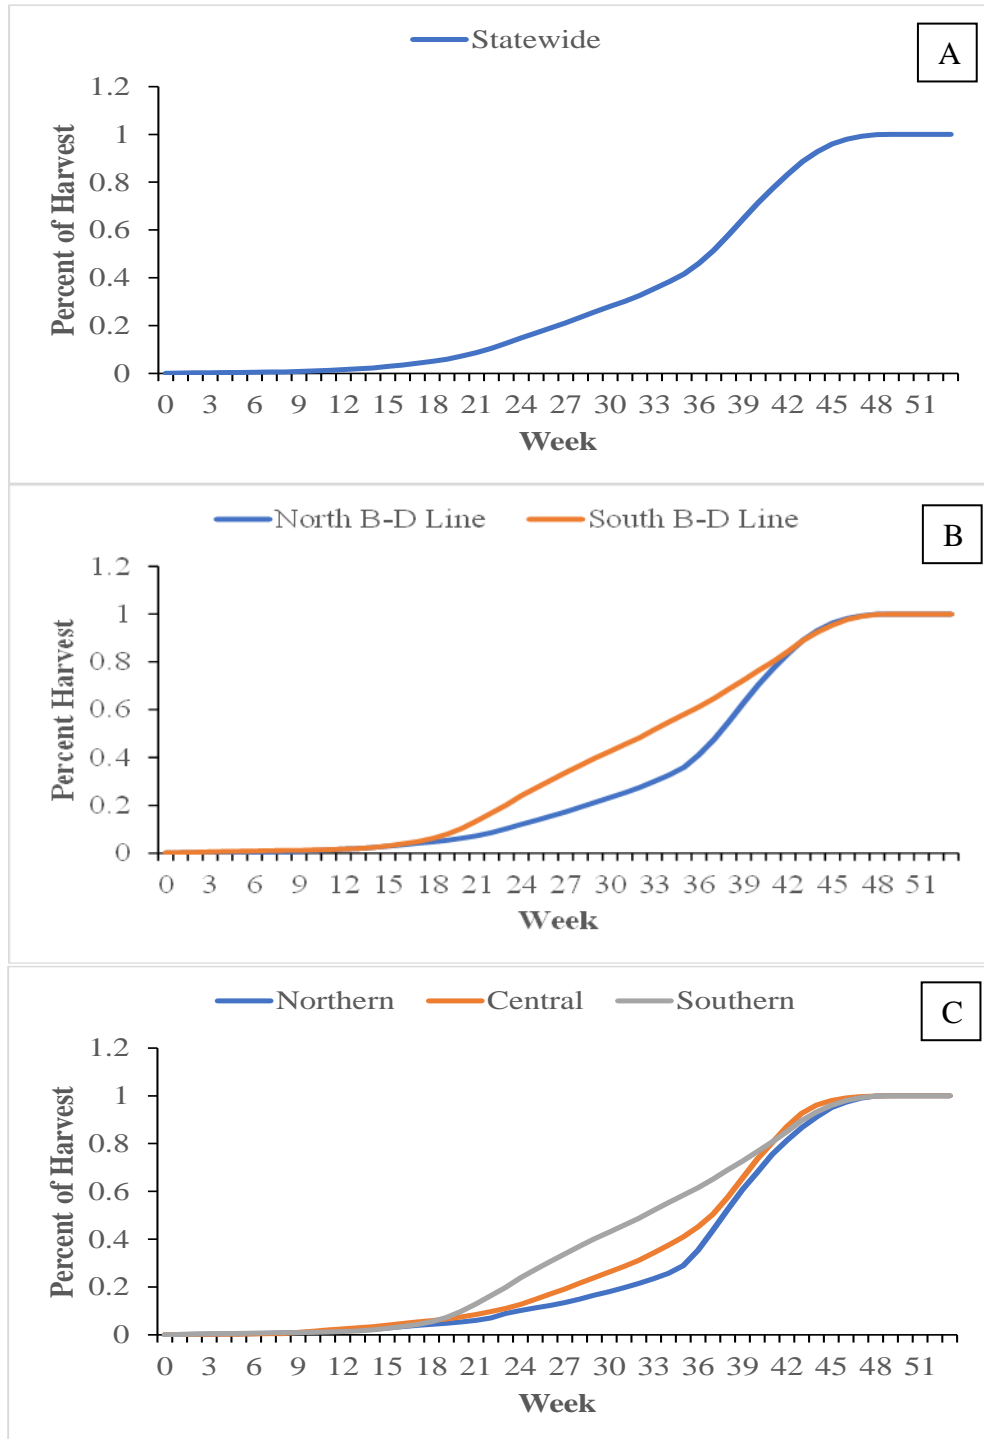 Statewide
A
Percent of Harvest
1.2
1
0.8
0.6
0.4
0.2
0
0 3 6 9 12 15 18 21 24 27 30 33 36 39 42 45 48 51
Week
North B-D Line South B-D Line
B
Percent Harvest
1.2
1
0.8
0.6
0.4
0.2
0
0 3 6 9 12 15 18 21 24 27 30 33 36 39 42 45 48 51
Week
Northern Central Southern
C
Percent of Harvest
1.2
1
0.8
0.6
0.4
0.2
0
0 3 6 9 12 15 18 21 24 27 30 33 36 39 42 45 48 51
Week